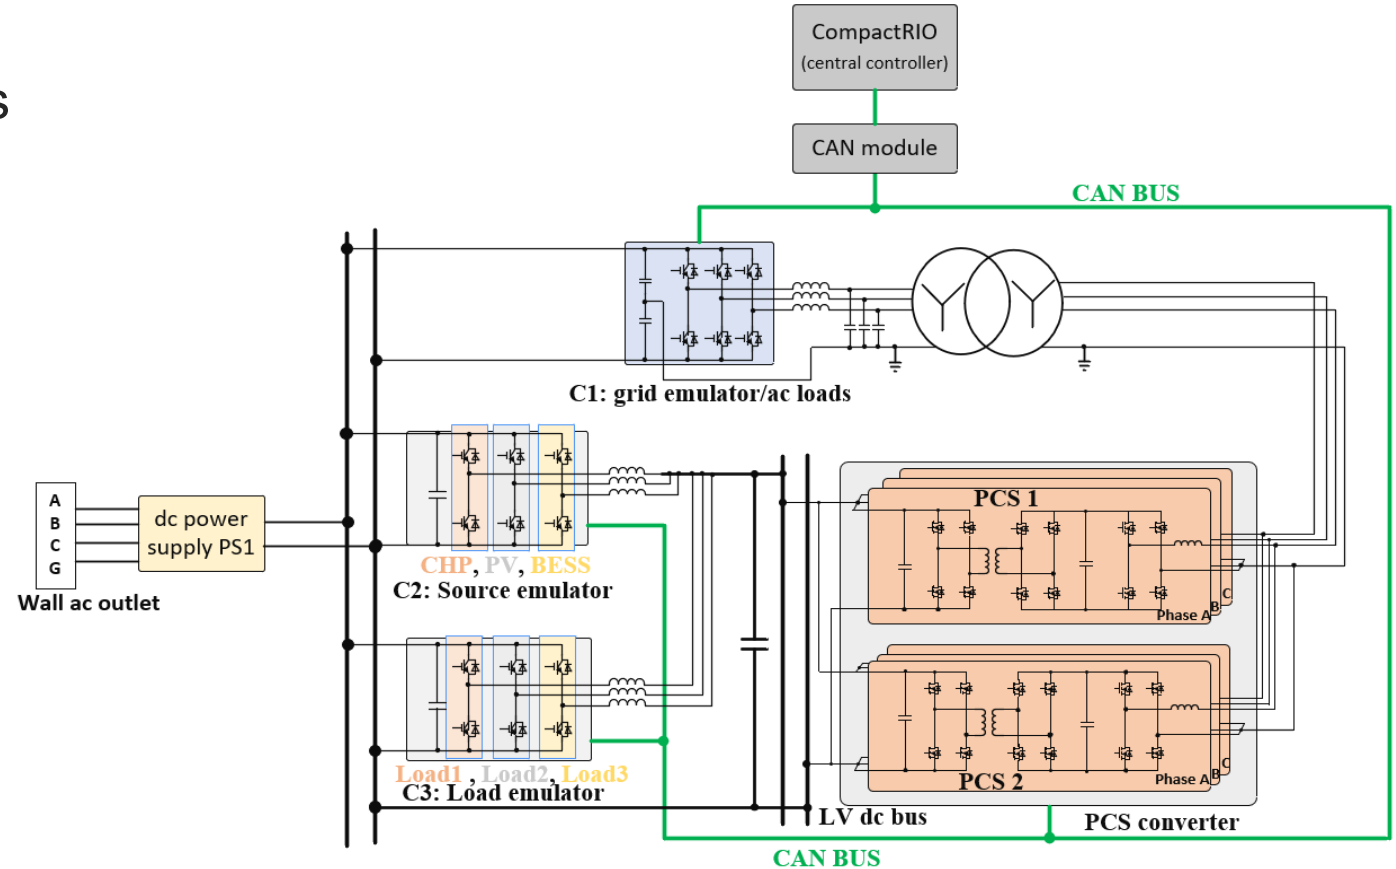 s
CompactRIO
(central controller)
CAN module
CAN BUS
C1: grid emulator/ac loads
A
B
C
G
Wall ac outlet
dc power
supply PS1
CHP, PV, BESS
C2: Source emulator
Load1 , Load2, Load3
C3: Load emulator
PCS 1
Phase A
B
C
PCS 2
Phase A
B
C
LV dc bus
PCS converter
CAN BUS